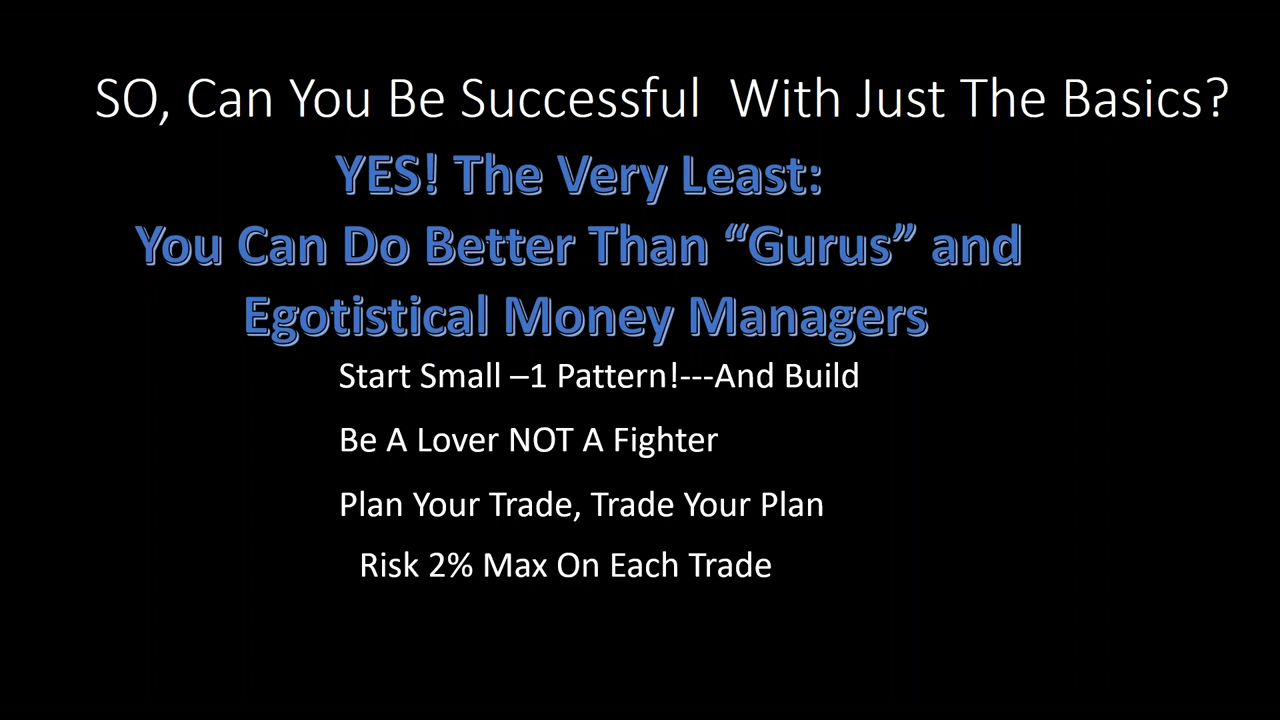 SO, Can You Be Successful  With Just The Basics?
YES! The Very Least:
You Can Do Better Than “Gurus” and
Egotistical Money Managers
Start Small –1 Pattern!---And Build
Be A Lover NOT A Fighter
Plan Your Trade, Trade Your Plan
Risk 2% Max On Each Trade